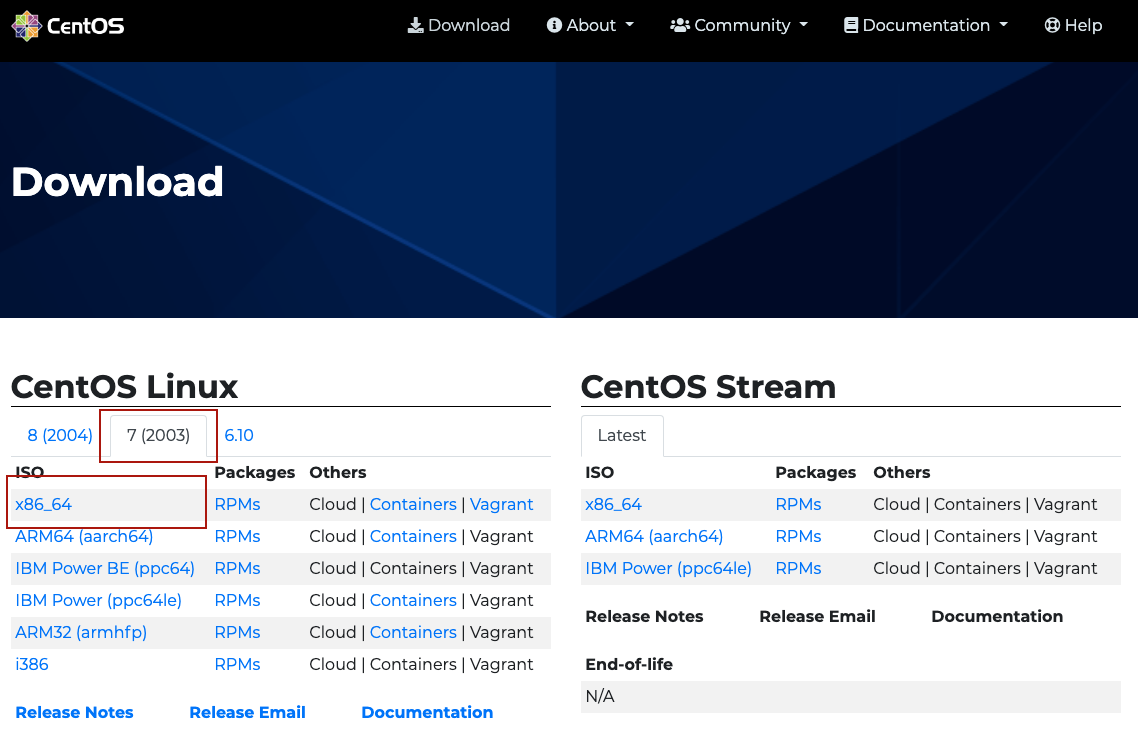 CentOS Download About Community Documentation Help
Download
CentOS Linux
8 (2004) 7 (2003) 6.10
ISO Packages Others
x86_64 RPMs Cloud | Containers | Vagrant
ARM64 (aarch64) RPMs Cloud | Containers | Vagrant
IBM Power BE (ppc64) RPMs Cloud | Containers | Vagrant
IBM Power (ppc64le) RPMs Cloud | Containers | Vagrant
ARM32 (armhfp) RPMs Cloud | Containers | Vagrant
i386 RPMs Cloud | Containers | Vagrant
Release Notes Release Email Documentation
CentOS Stream
Latest
ISO Packages Others
x86_64 RPMs Cloud | Containers | Vagrant
ARM64 (aarch64) RPMs Cloud | Containers | Vagrant
IBM Power (ppc64le) RPMs Cloud | Containers | Vagrant
Release Notes Release Email Documentation
End-of-life
N/A